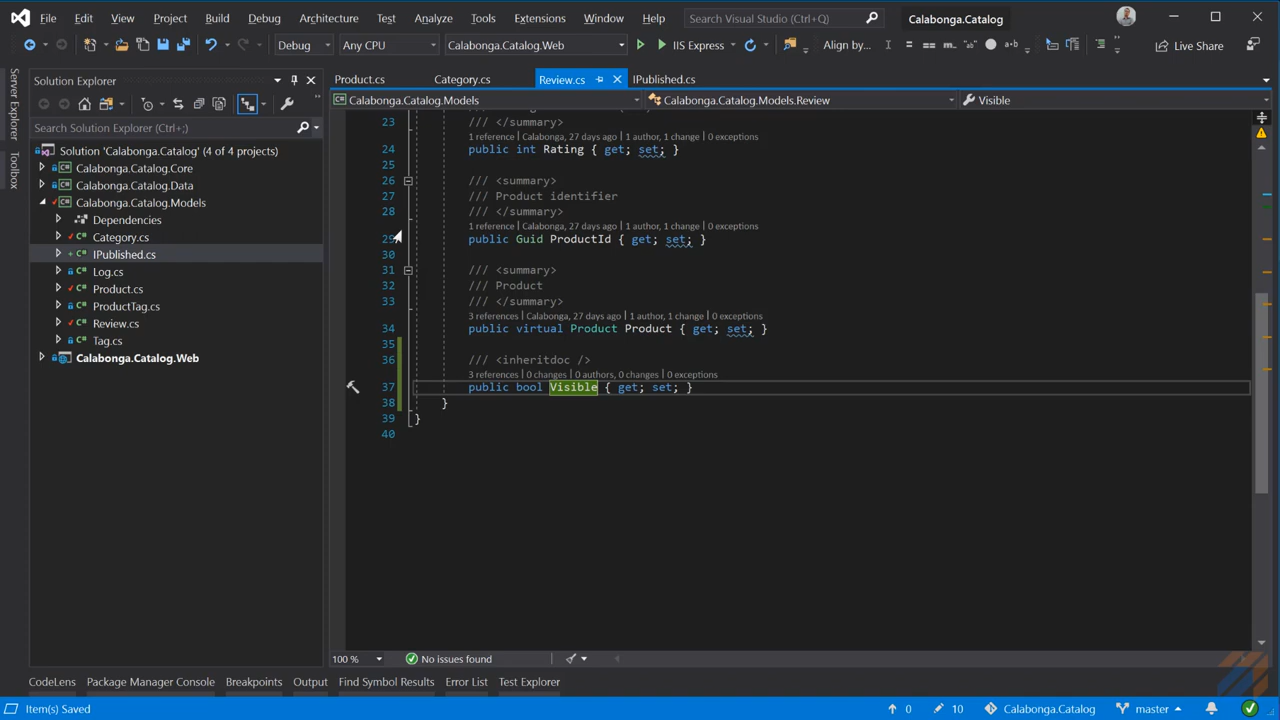 File Edit View Project Build Debug Architecture Test Analyze Tools Extensions Window Help Search Visual Studio (Ctrl+Q) Calabonga.Catalog
Debug Any CPU Calabonga.Catalog.Web IIS Express Align by... Live Share
Server Explorer
Toolbox
Solution Explorer
Search Solution Explorer (Ctrl+;)
Solution 'Calabonga.Catalog' (4 of 4 projects)
Calabonga.Catalog.Core
Calabonga.Catalog.Data
Calabonga.Catalog.Models
Dependencies
Category.cs
IPublished.cs
Log.cs
Product.cs
ProductTag.cs
Review.cs
Tag.cs
Calabonga.Catalog.Web
Product.cs Category.cs Review.cs IPublished.cs
Calabonga.Catalog.Models Calabonga.Catalog.Models.Review Visible
23 /// </summary>
1 reference | Calabonga, 27 days ago | 1 author, 1 change | 0 exceptions
24 public int Rating { get; set; }
25
26 /// <summary>
27 /// Product identifier
28 /// </summary>
1 reference | Calabonga, 27 days ago | 1 author, 1 change | 0 exceptions
29 public Guid ProductId { get; set; }
30
31 /// <summary>
32 /// Product
33 /// </summary>
3 references | Calabonga, 27 days ago | 1 author, 1 change | 0 exceptions
34 public virtual Product Product { get; set; }
35
36 /// <inheritdoc />
3 references | 0 changes | 0 authors, 0 changes | 0 exceptions
37 public bool Visible { get; set; }
38 }
39 }
40
100 % No issues found
CodeLens Package Manager Console Breakpoints Output Find Symbol Results Error List Test Explorer
Item(s) Saved 0 10 Calabonga.Catalog master